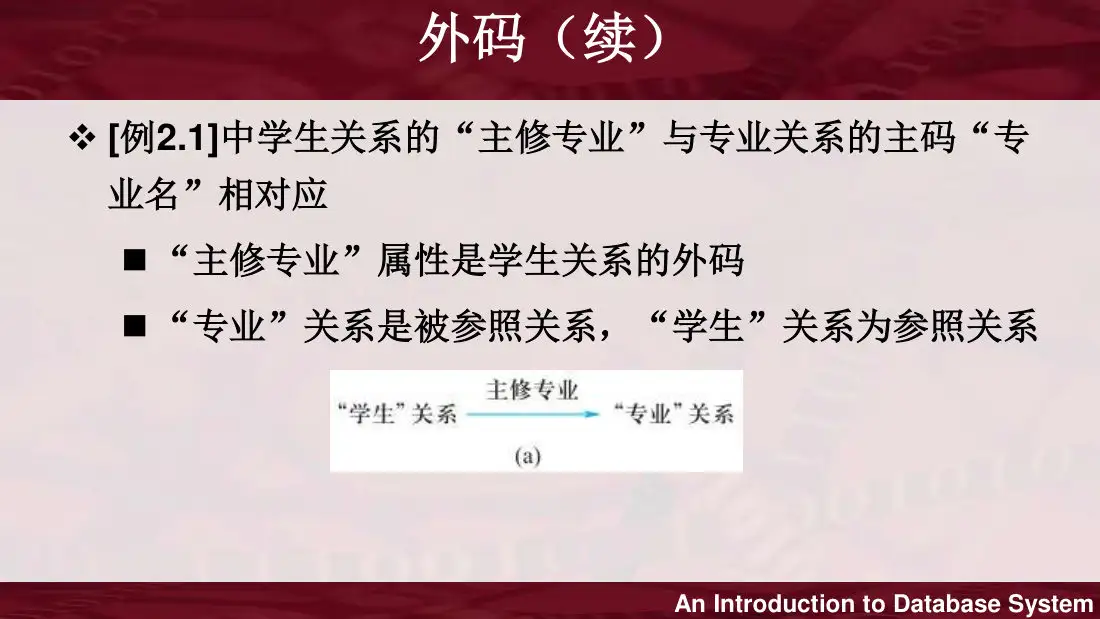 外码（续）
[例2.1]中学生关系的“主修专业”与专业关系的主码“专
业名”相对应
“主修专业”属性是学生关系的外码
“专业”关系是被参照关系，“学生”关系为参照关系
主修专业
“学生”关系 “专业”关系
(a)
An Introduction to Database System